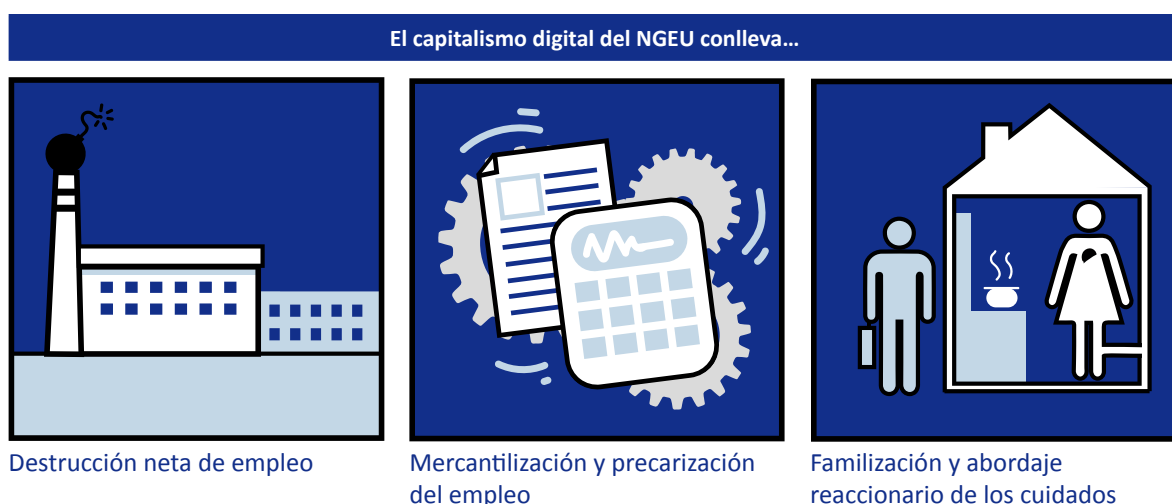 El capitalismo digital del NGEU conlleva...
Destrucción neta de empleo
Mercantilización y precarización
del empleo
Familización y abordaje
reaccionario de los cuidados